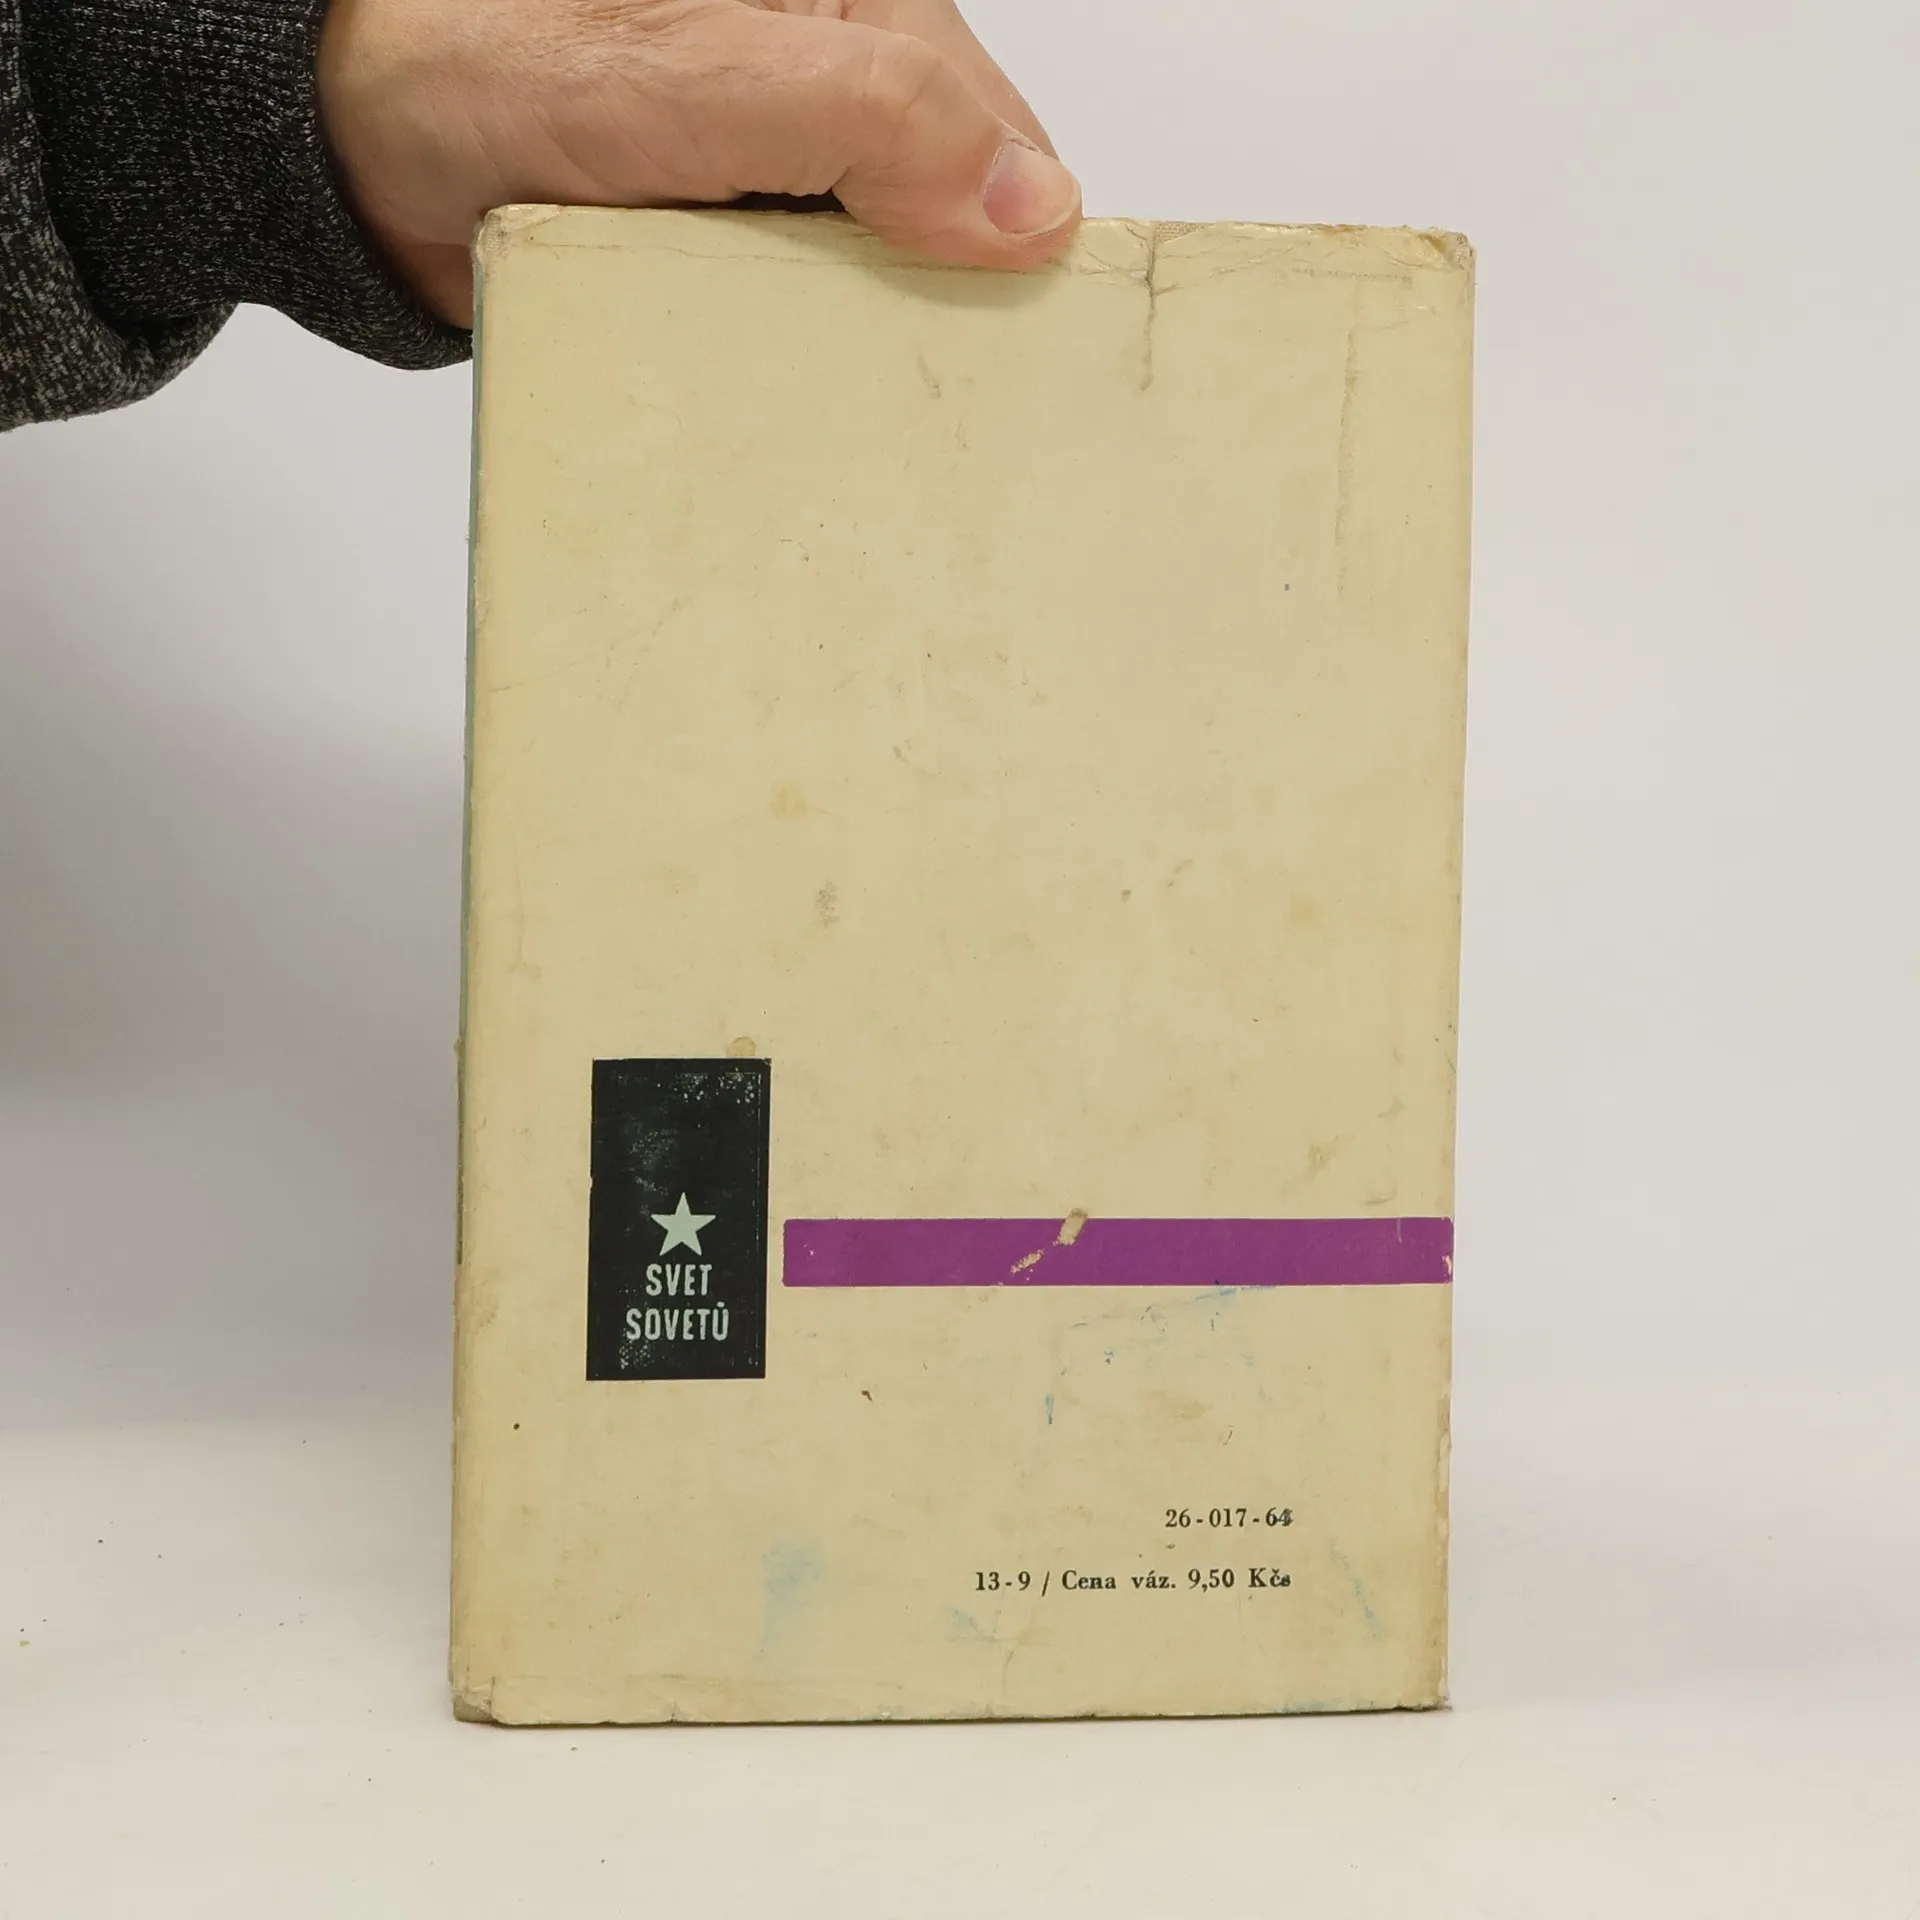 SVET
SOVETŮ
26-017-64
13-9 / Cena váz. 9,50 Kčs